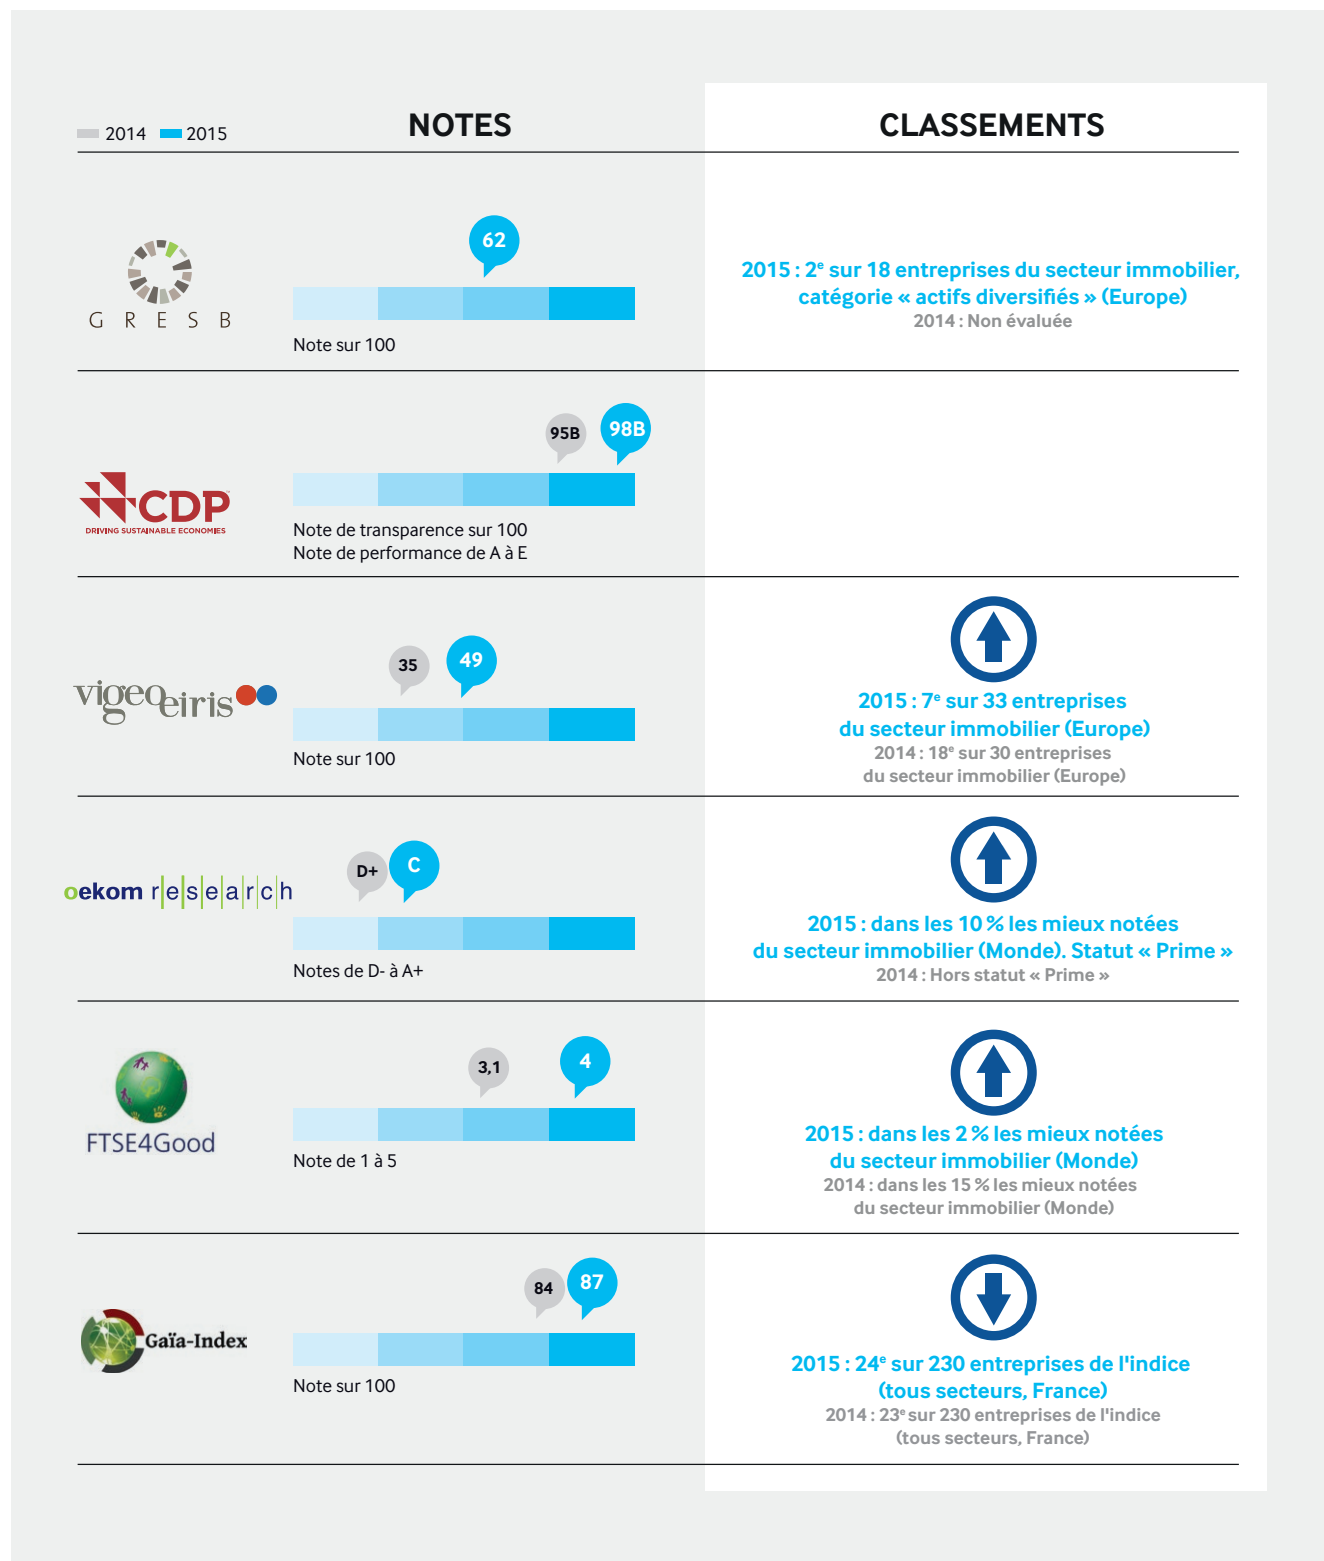 2014 2015
NOTES
CLASSEMENTS
GRESB
62
Note sur 100
2015 : 2e sur 18 entreprises du secteur immobilier,
catégorie « actifs diversifiés » (Europe)
2014 : Non évaluée
CDP
DRIVING SUSTAINABLE ECONOMIES
95B 98B
Note de transparence sur 100
Note de performance de A à E
vigeo eiris
35 49
Note sur 100
2015 : 7e sur 33 entreprises
du secteur immobilier (Europe)
2014 : 18e sur 30 entreprises
du secteur immobilier (Europe)
oekom r|e|s|e|a|r|c|h
D+ C
Notes de D- à A+
2015 : dans les 10 % les mieux notées
du secteur immobilier (Monde). Statut « Prime »
2014 : Hors statut « Prime »
FTSE4Good
3,1 4
Note de 1 à 5
2015 : dans les 2 % les mieux notées
du secteur immobilier (Monde)
2014 : dans les 15 % les mieux notées
du secteur immobilier (Monde)
Gaïa-Index
84 87
Note sur 100
2015 : 24e sur 230 entreprises de l'indice
(tous secteurs, France)
2014 : 23e sur 230 entreprises de l'indice
(tous secteurs, France)